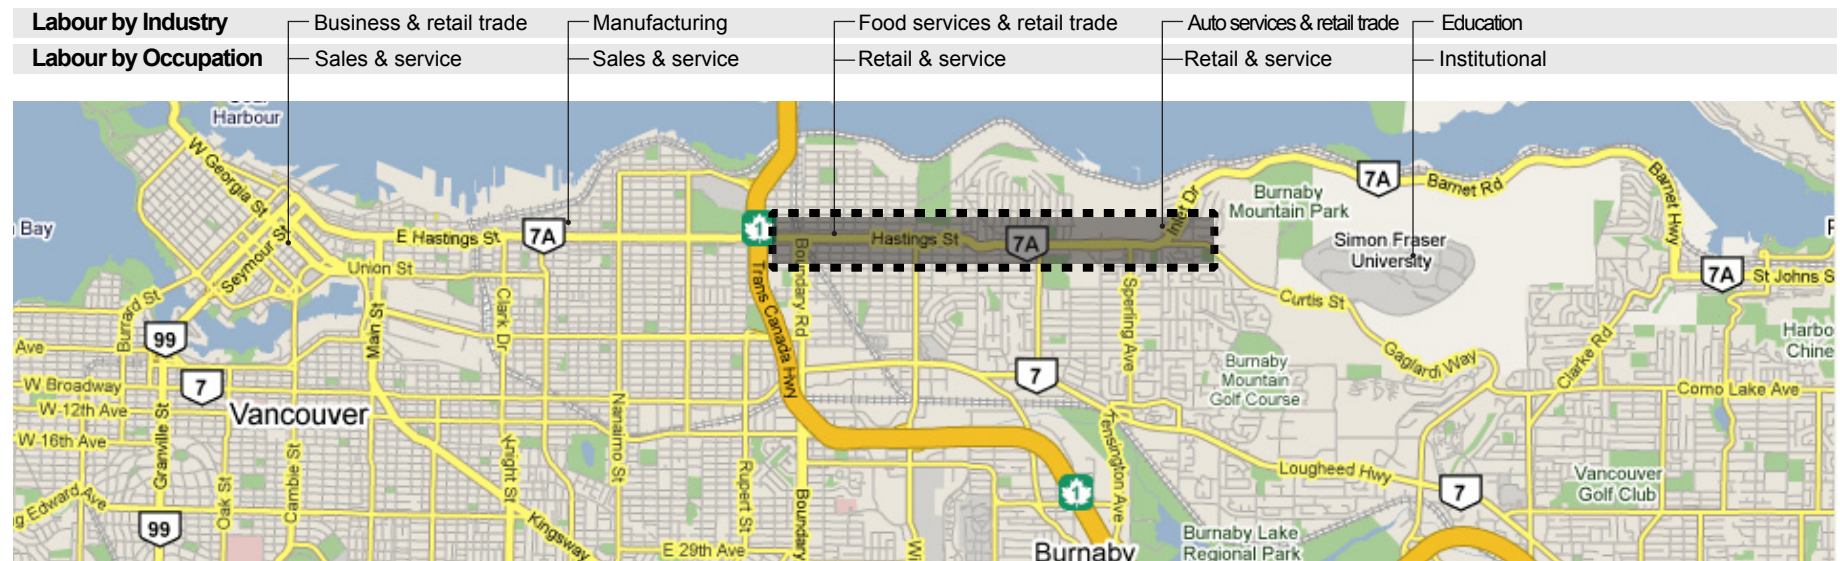 Labour by Industry
Business & retail trade
Manufacturing
Food services & retail trade
Auto services & retail trade
Education
Labour by Occupation
Sales & service
Sales & service
Retail & service
Retail & service
Institutional
Harbour
W Georgia St
Bay
Seymour St
E Hastings St
7A
1
Hastings St
7A
Inlet Dr
Burnaby
Mountain Park
7A
Barnet Rd
Barnet Hwy
Simon Fraser
University
7A
St Johns S
Union St
Burrard St
99
Main St
Clark Dr
Trans Canada Hwy
Boundary Rd
Sperling Ave
Curtis St
Gaglardi Way
Clarke Rd
Harbo
Chine
Ave
W Broadway
7
7
Burnaby
Mountain
Golf Course
Como Lake Ave
W 12th Ave
Vancouver
W 16th Ave
Granville St
Oak St
Cambie St
Knight St
Nanaimo St
Rupert St
Boundary
Kensington Ave
Lougheed Hwy
Vancouver
Golf Club
7
1
g Edward Ave
99
Kingsway
E 29th Ave
Wi
Burnaby
Burnaby Lake
Regional Park